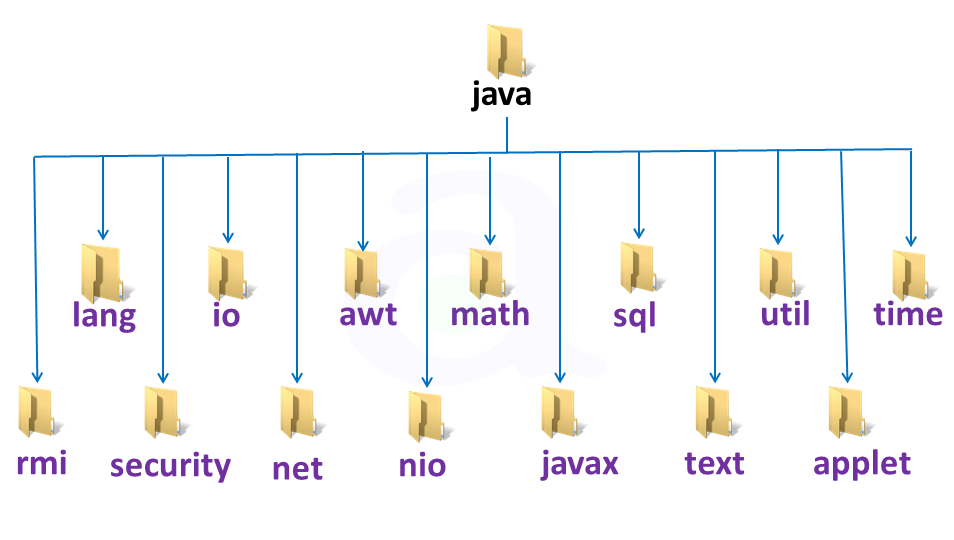 java
lang
io
awt
math
sql
util
time
rmi
security
net
nio
javax
text
applet